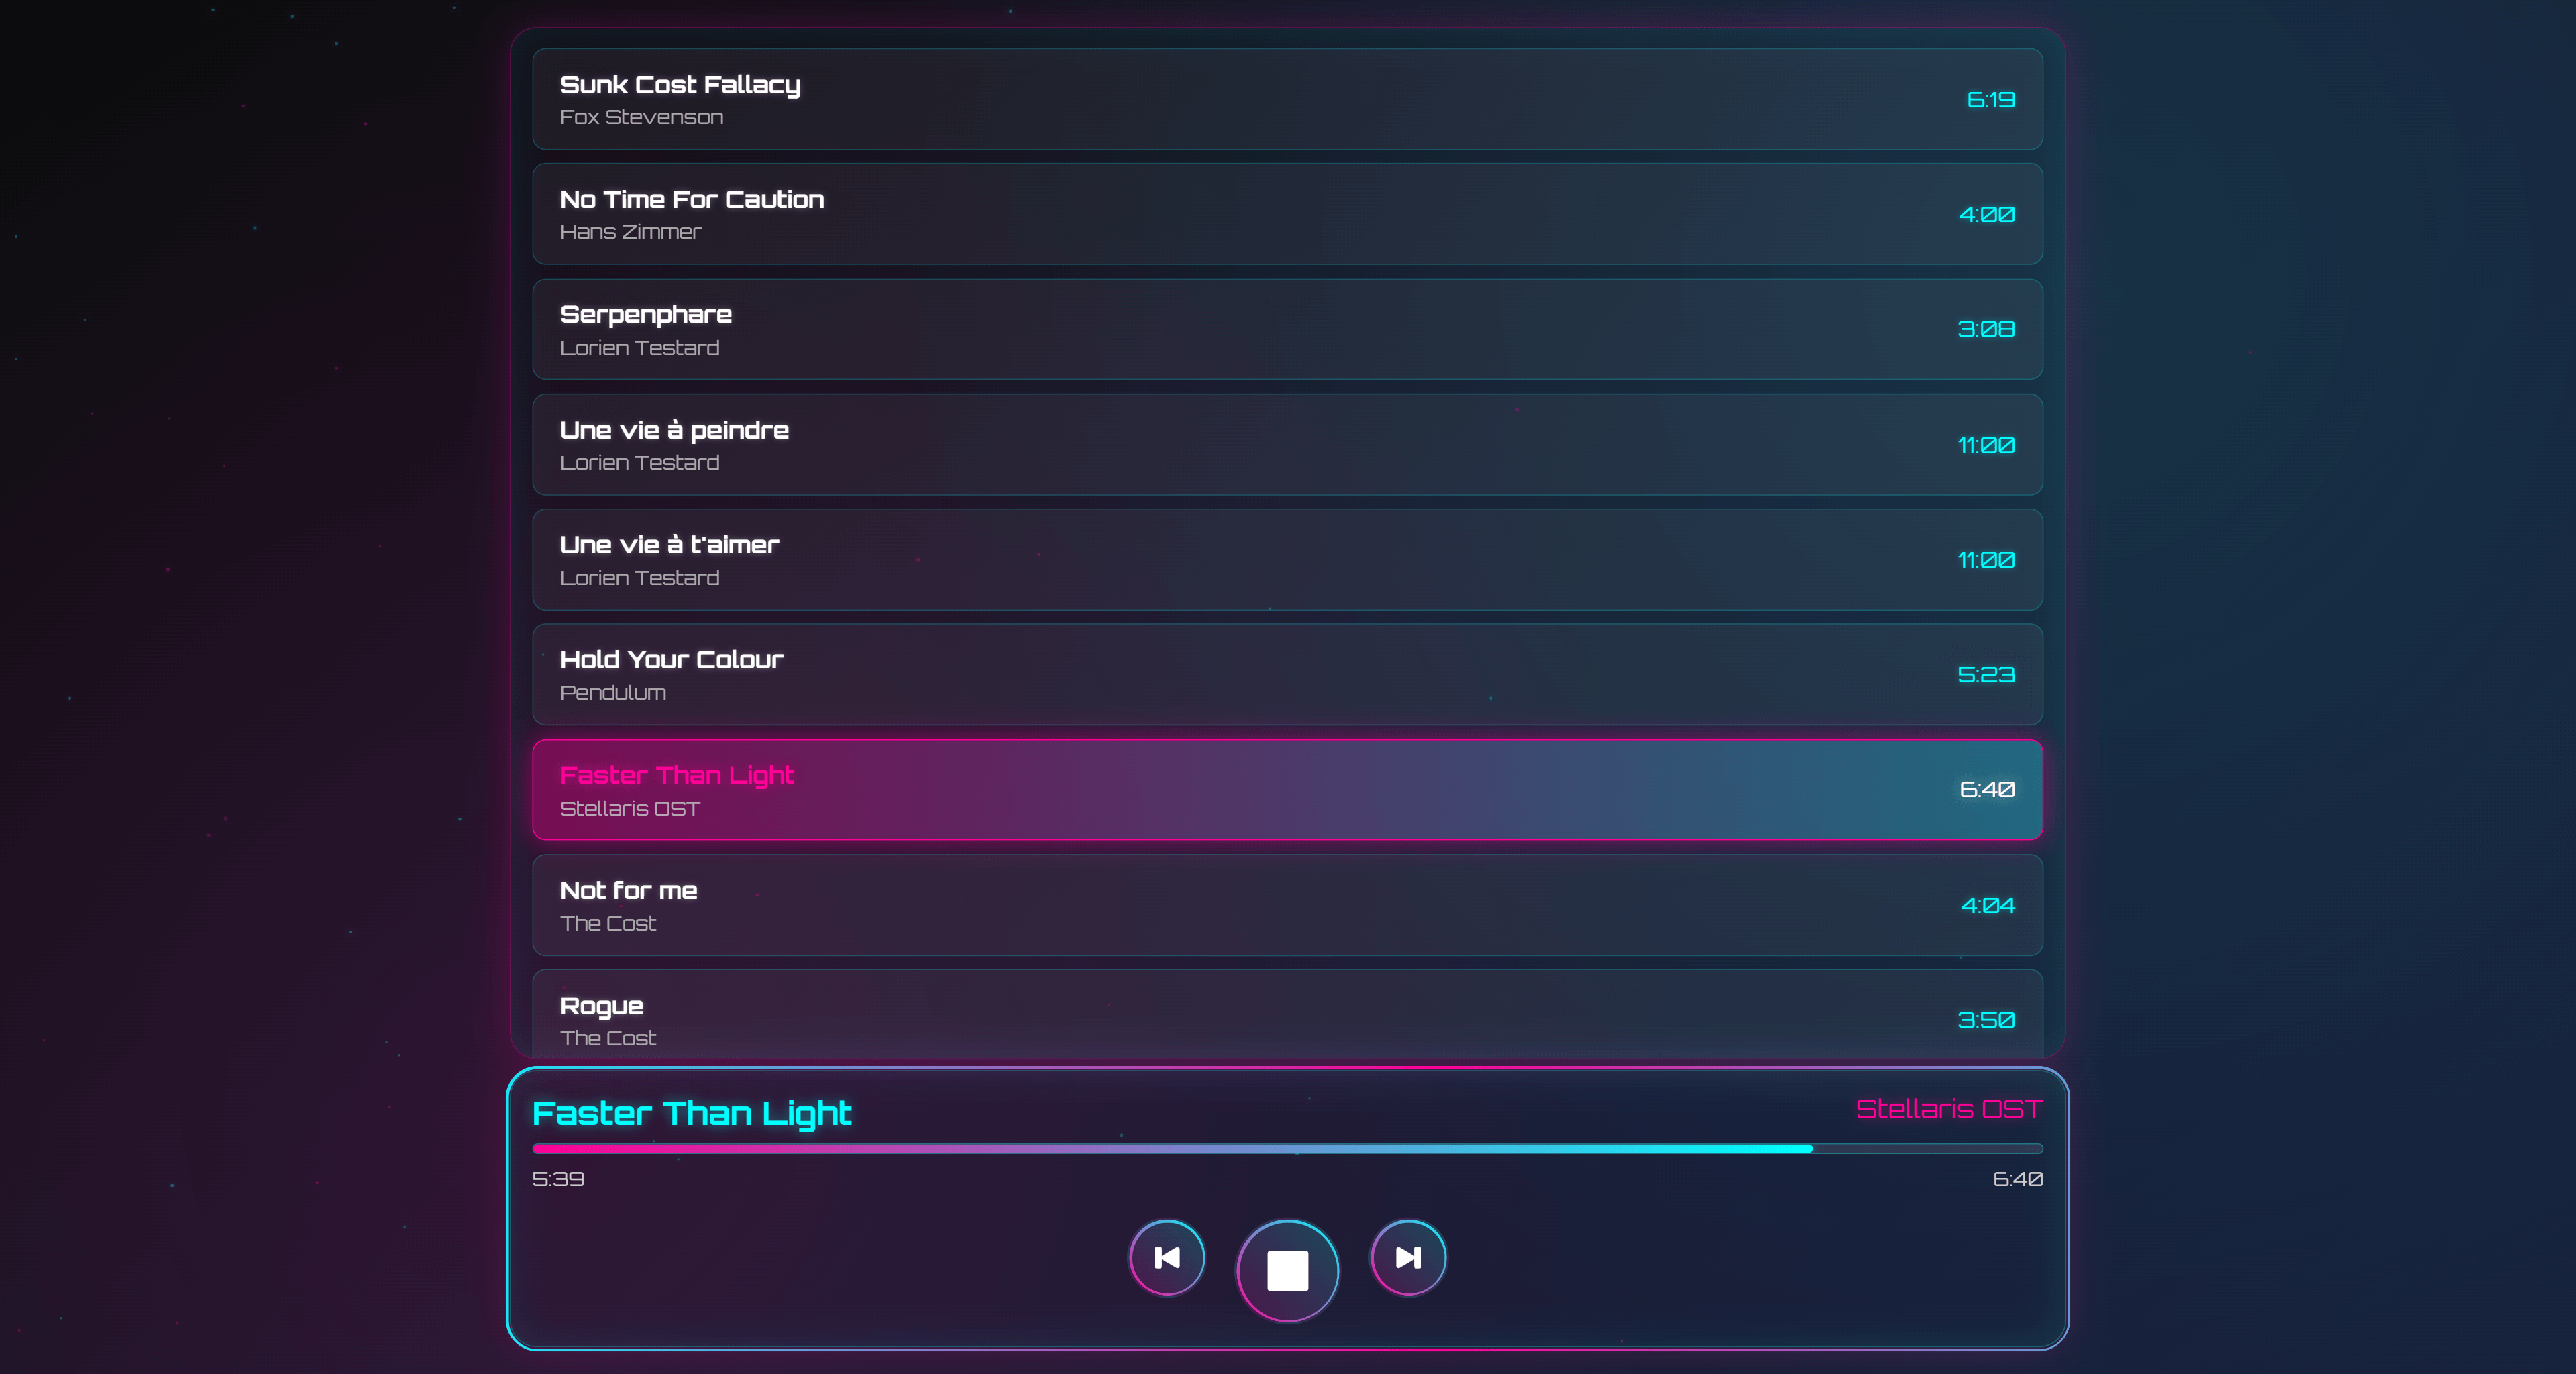 Sunk Cost Fallacy
Fox Stevenson
6:19
No Time For Caution
Hans Zimmer
4:00
Serpenphare
Lorien Testard
3:08
Une vie à peindre
Lorien Testard
11:00
Une vie à t'aimer
Lorien Testard
11:00
Hold Your Colour
Pendulum
5:23
Faster Than Light
Stellaris OST
6:40
Not for me
The Cost
4:04
Rogue
The Cost
3:50
Faster Than Light
Stellaris OST
5:39
6:40